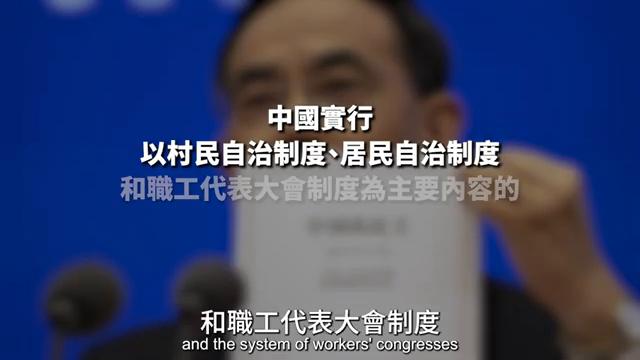 中國實行
以村民自治制度、居民自治制度
和職工代表大會制度為主要內容的
和職工代表大會制度
and the system of workers' congresses